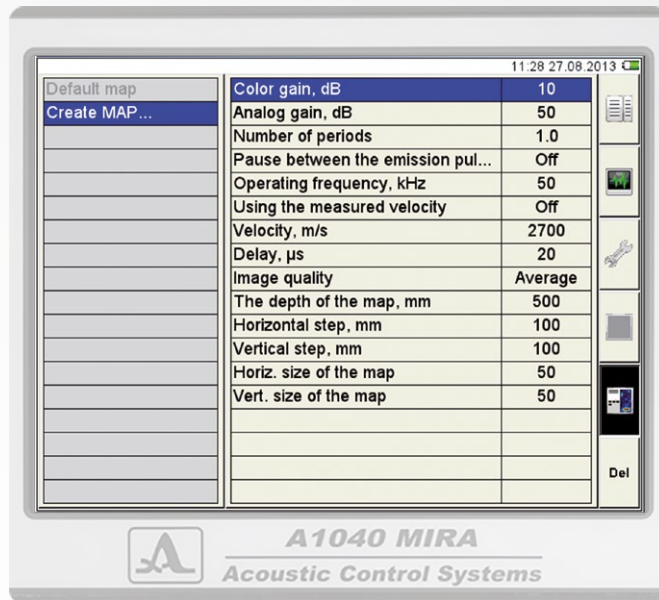 11:28 27.08.2013
Default map
Create MAP...
Color gain, dB 10
Analog gain, dB 50
Number of periods 1.0
Pause between the emission pul... Off
Operating frequency, kHz 50
Using the measured velocity Off
Velocity, m/s 2700
Delay, µs 20
Image quality Average
The depth of the map, mm 500
Horizontal step, mm 100
Vertical step, mm 100
Horiz. size of the map 50
Vert. size of the map 50
Del
A1040 MIRA
Acoustic Control Systems